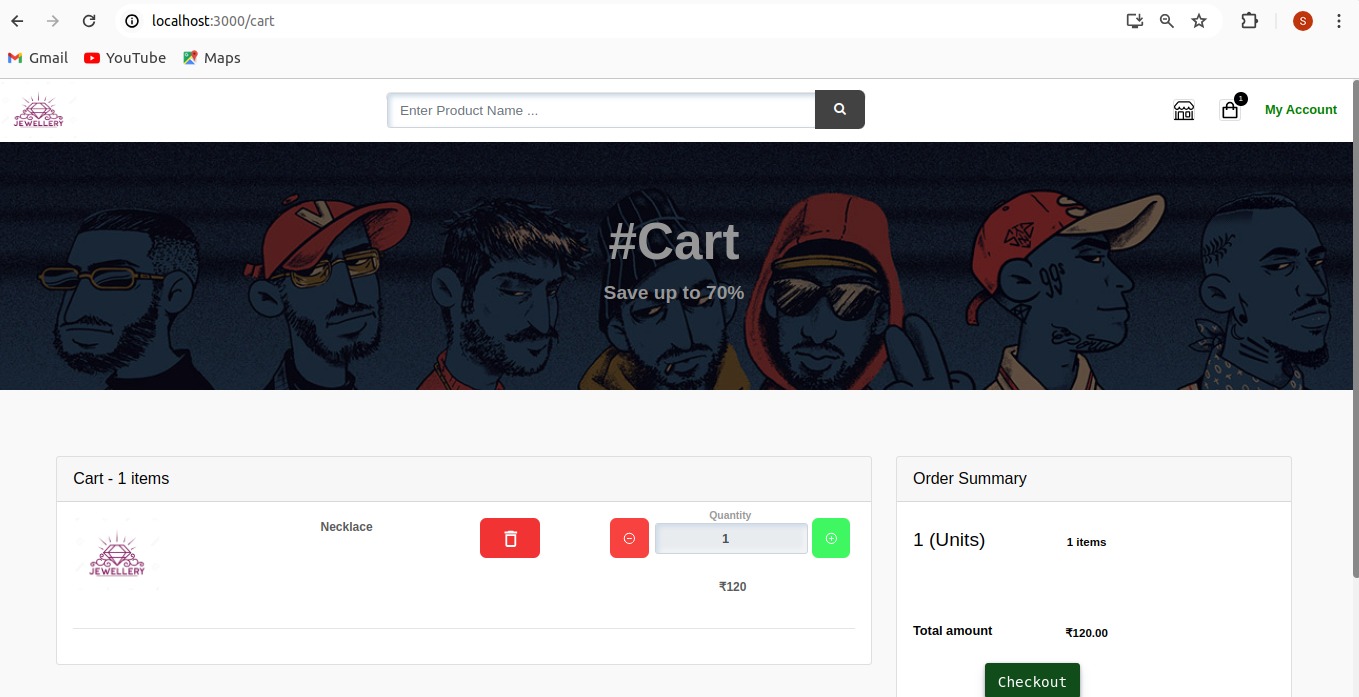 localhost:3000/cart
S
Gmail
YouTube
Maps
JEWELLERY
Enter Product Name ...
1
My Account
#Cart
Save up to 70%
Cart - 1 items
JEWELLERY
Necklace
Quantity
1
₹120
Order Summary
1 (Units)
1 items
Total amount
₹120.00
Checkout